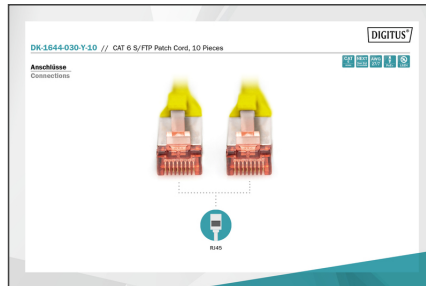 DIGITUS®
DK-1644-030-Y-10 // CAT 6 S/FTP Patch Cord, 10 Pieces
Anschlüsse
Connections
RJ45